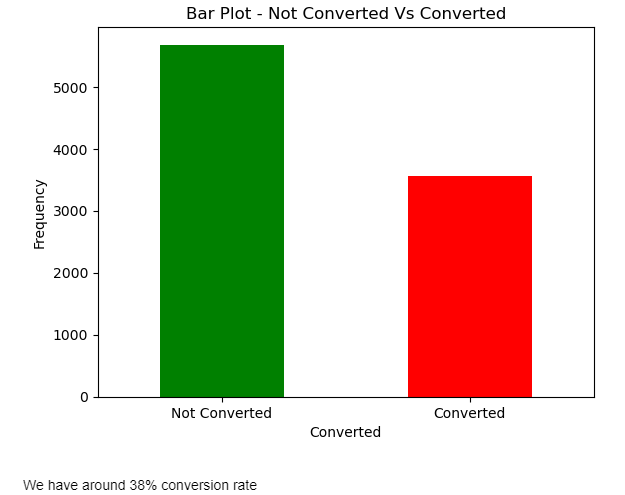 Bar Plot - Not Converted Vs Converted
Frequency
5000
4000
3000
2000
1000
0
Not Converted Converted
Converted
We have around 38% conversion rate